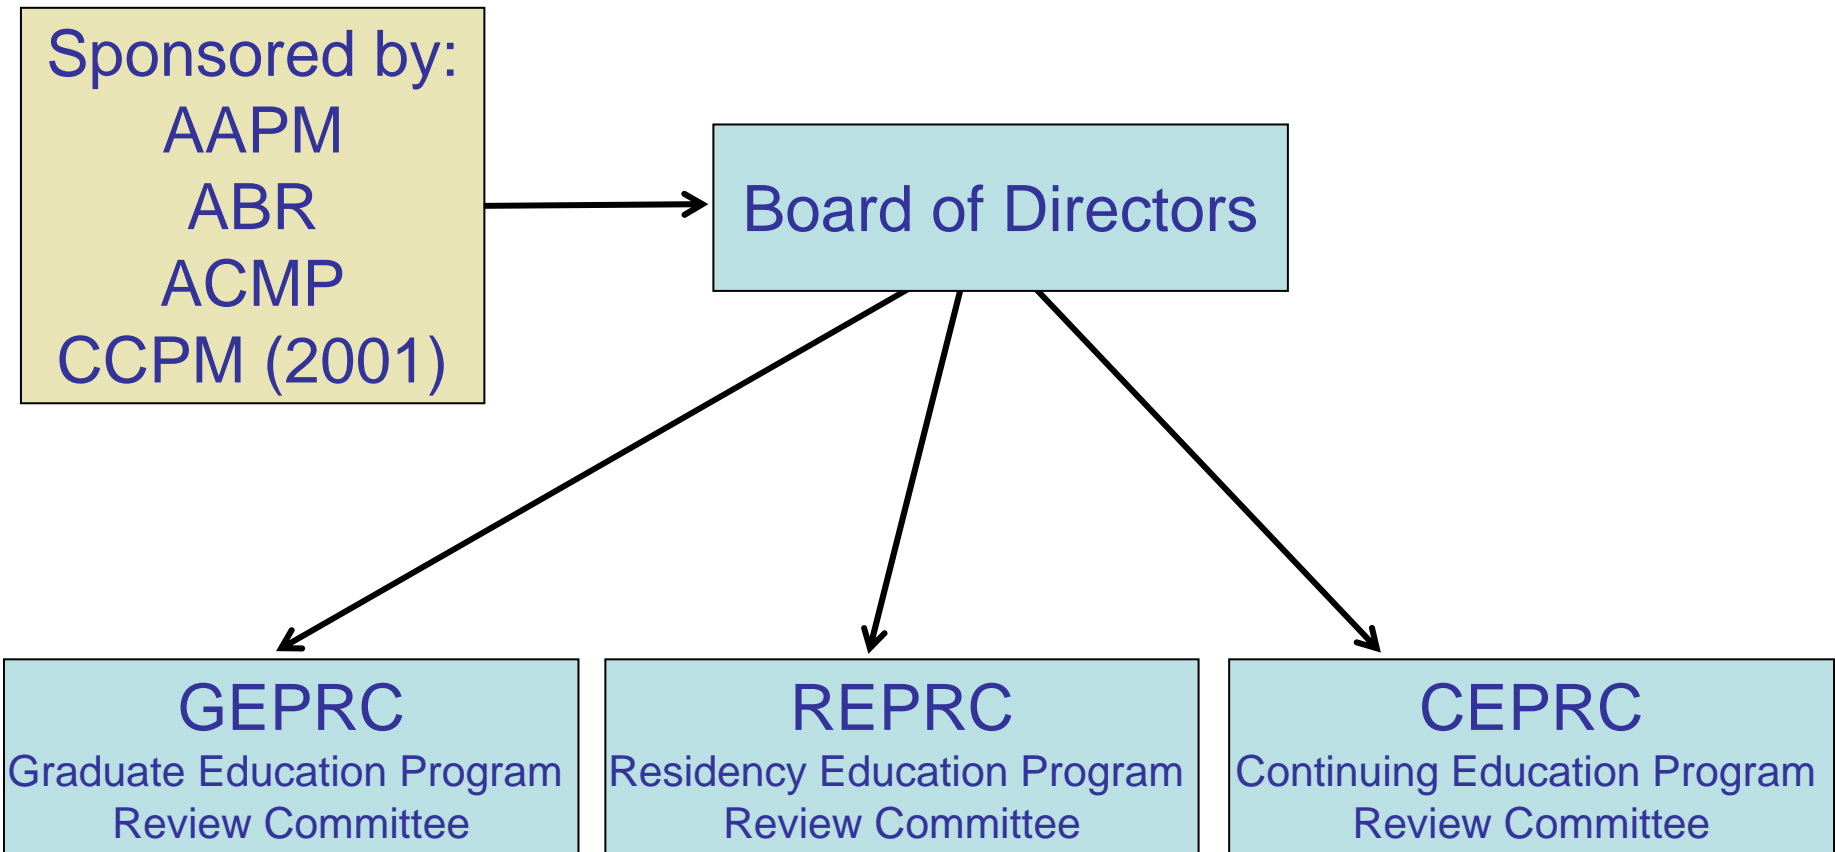 Sponsored by:
AAPM
ABR
ACMP
CCPM (2001)
Board of Directors
GEPRC
Graduate Education Program
Review Committee
REPRC
Residency Education Program
Review Committee
CEPRC
Continuing Education Program
Review Committee